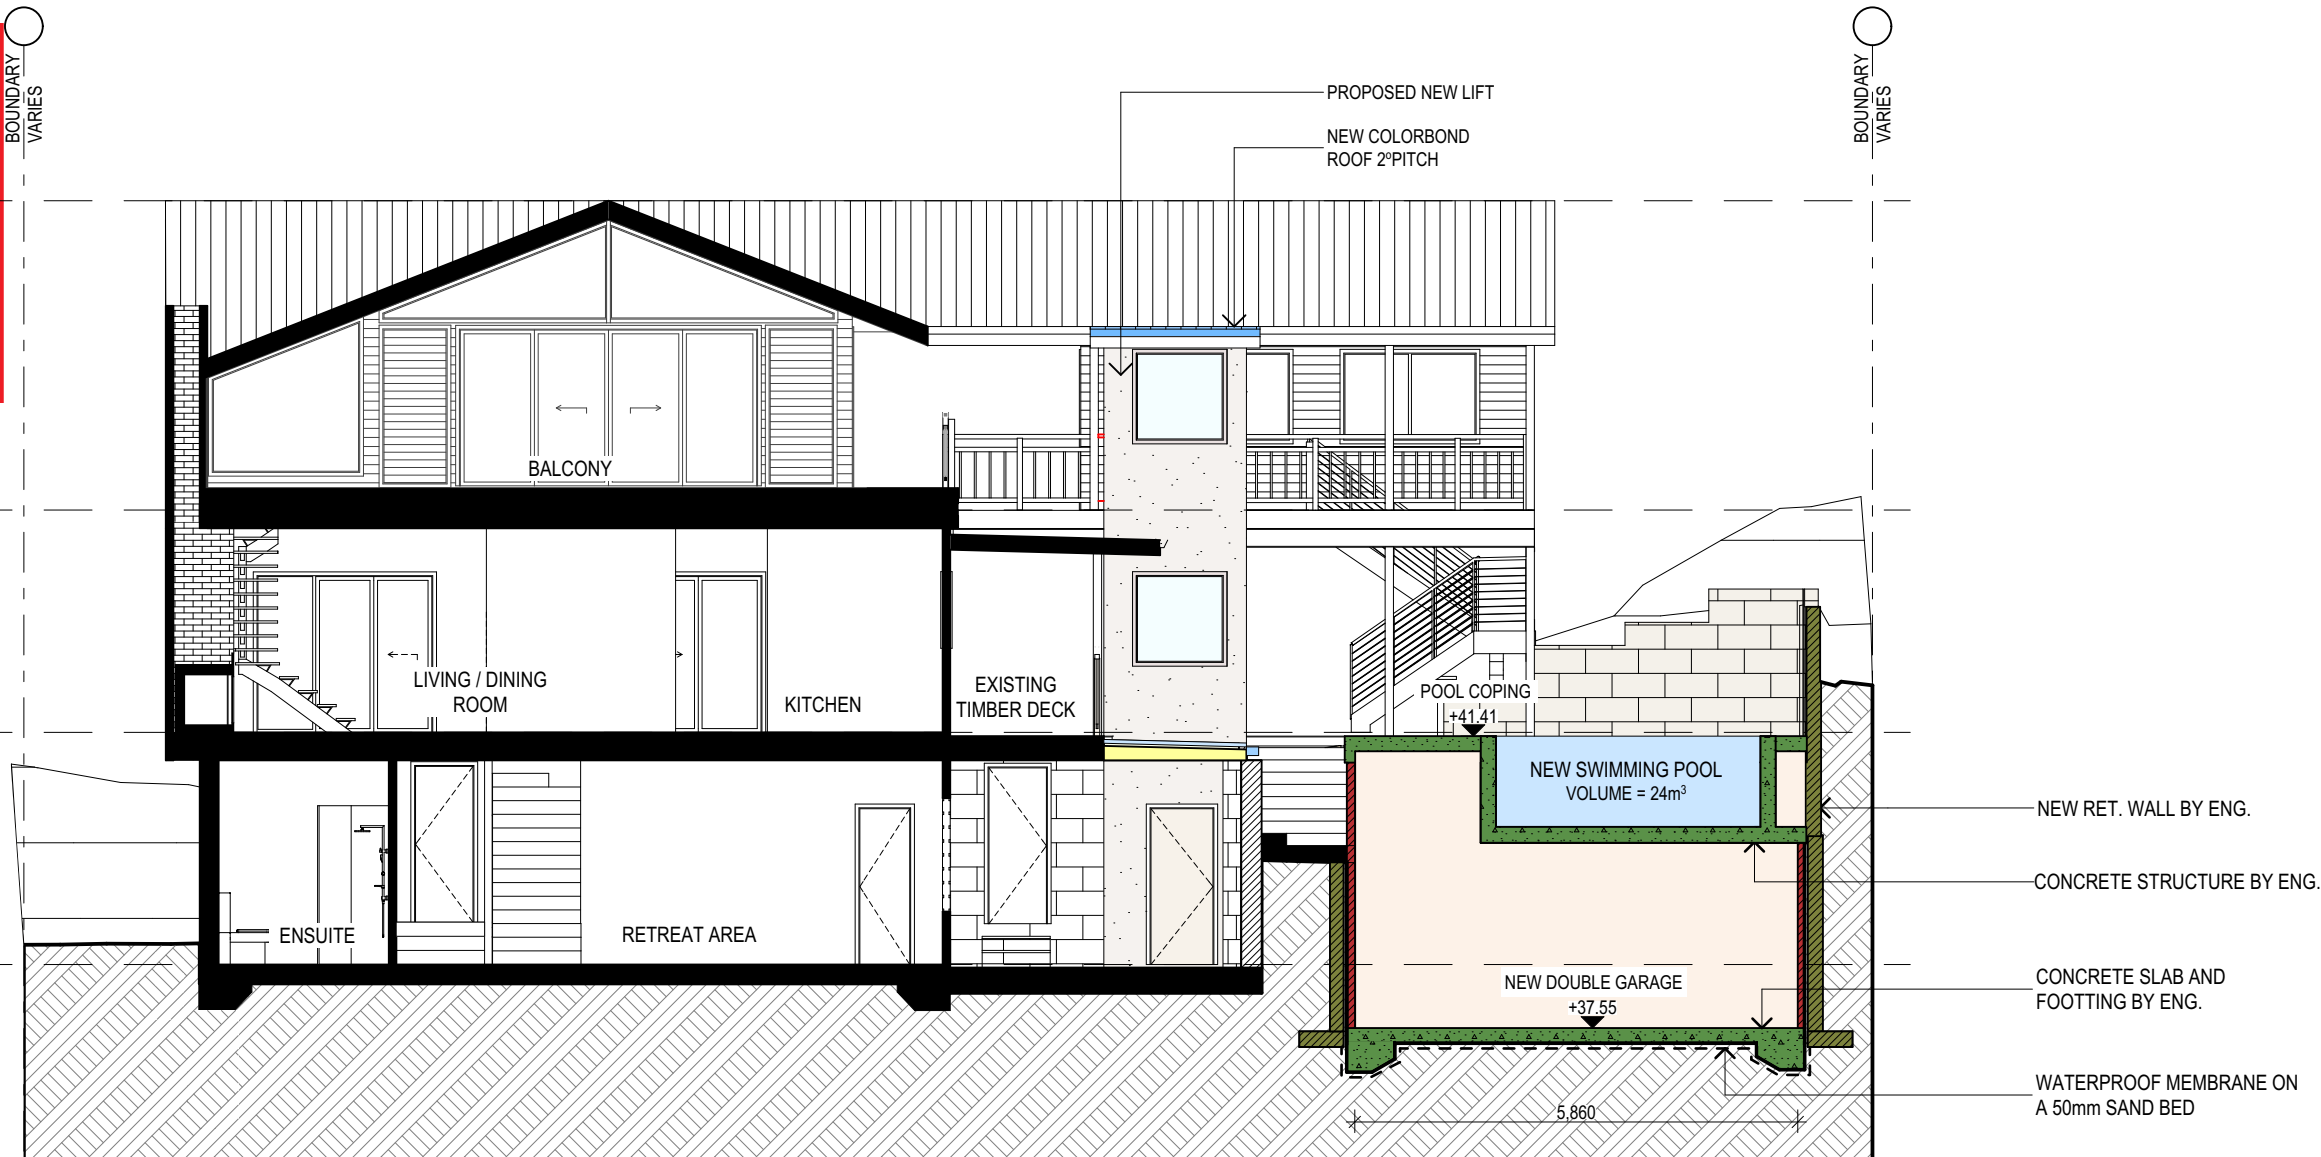 BOUNDARY
VARIES
BOUNDARY
VARIES
PROPOSED NEW LIFT
NEW COLORBOND
ROOF 2ºPITCH
BALCONY
LIVING / DINING
ROOM
KITCHEN
EXISTING
TIMBER DECK
POOL COPING
+41.41
NEW SWIMMING POOL
VOLUME = 24m³
NEW RET. WALL BY ENG.
CONCRETE STRUCTURE BY ENG.
ENSUITE
RETREAT AREA
NEW DOUBLE GARAGE
+37.55
CONCRETE SLAB AND
FOOTTING BY ENG.
WATERPROOF MEMBRANE ON
A 50mm SAND BED
5,860